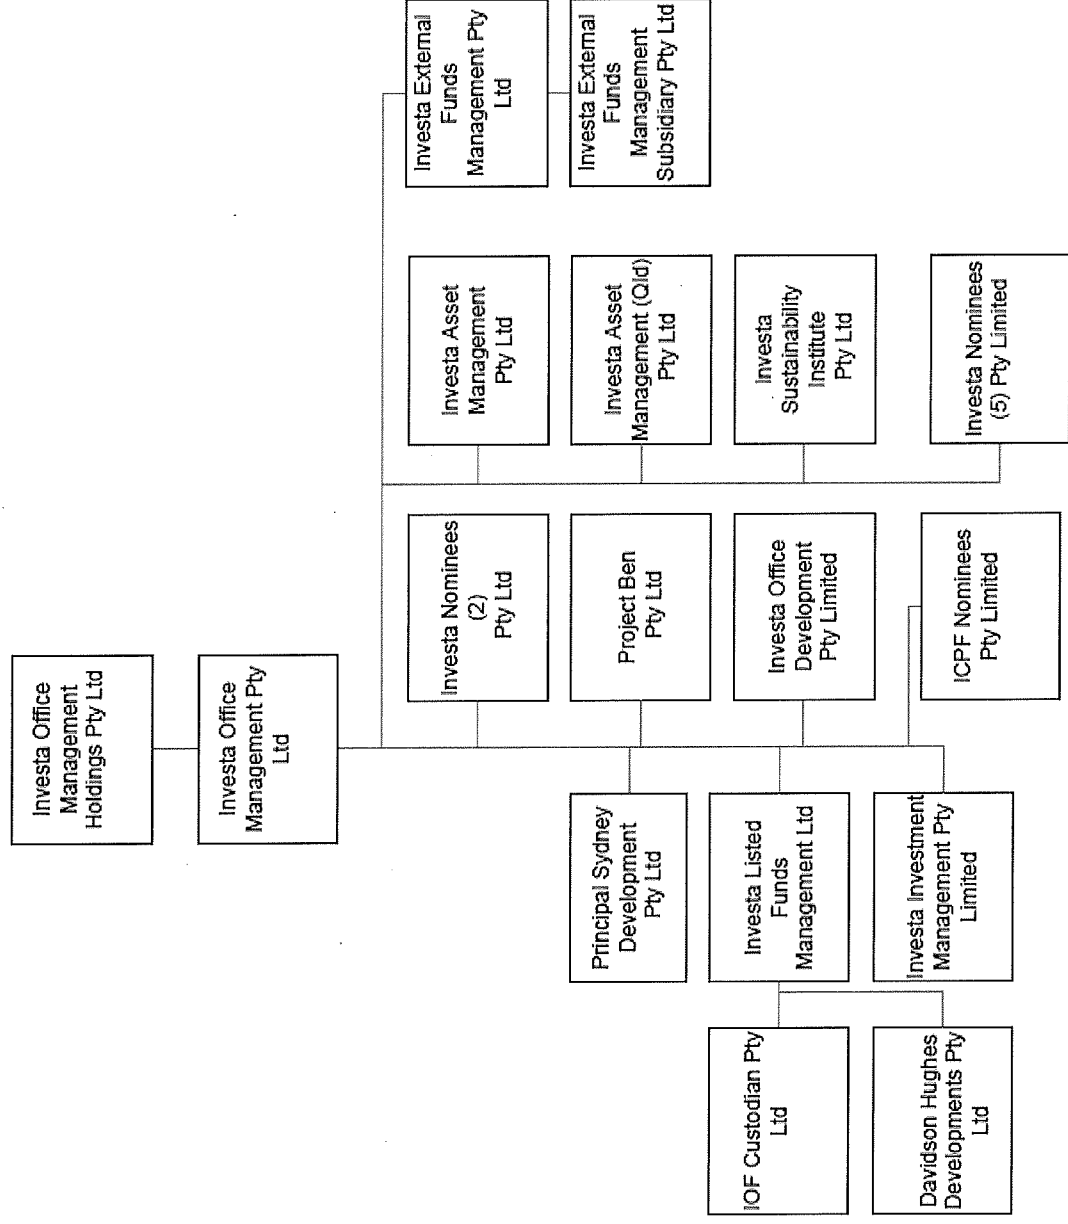 Investa Office
Management
Holdings Pty Ltd
Investa Office
Management Pty
Ltd
Investa Nominees
(2)
Pty Ltd
Investa Asset
Management
Pty Ltd
Investa External
Funds
Management Pty
Ltd
Principal Sydney
Development
Pty Ltd
Project Ben
Pty Ltd
Investa Asset
Management (Qld)
Pty Ltd
Investa External
Funds
Management
Subsidiary Pty Ltd
IOF Custodian Pty
Ltd
Investa Listed
Funds
Management Ltd
Investa Office
Development
Pty Limited
Investa
Sustainability
Institute
Pty Ltd
Davidson Hughes
Developments Pty
Ltd
Investa Investment
Management Pty
Limited
ICPF Nominees
Pty Limited
Investa Nominees
(5) Pty Limited